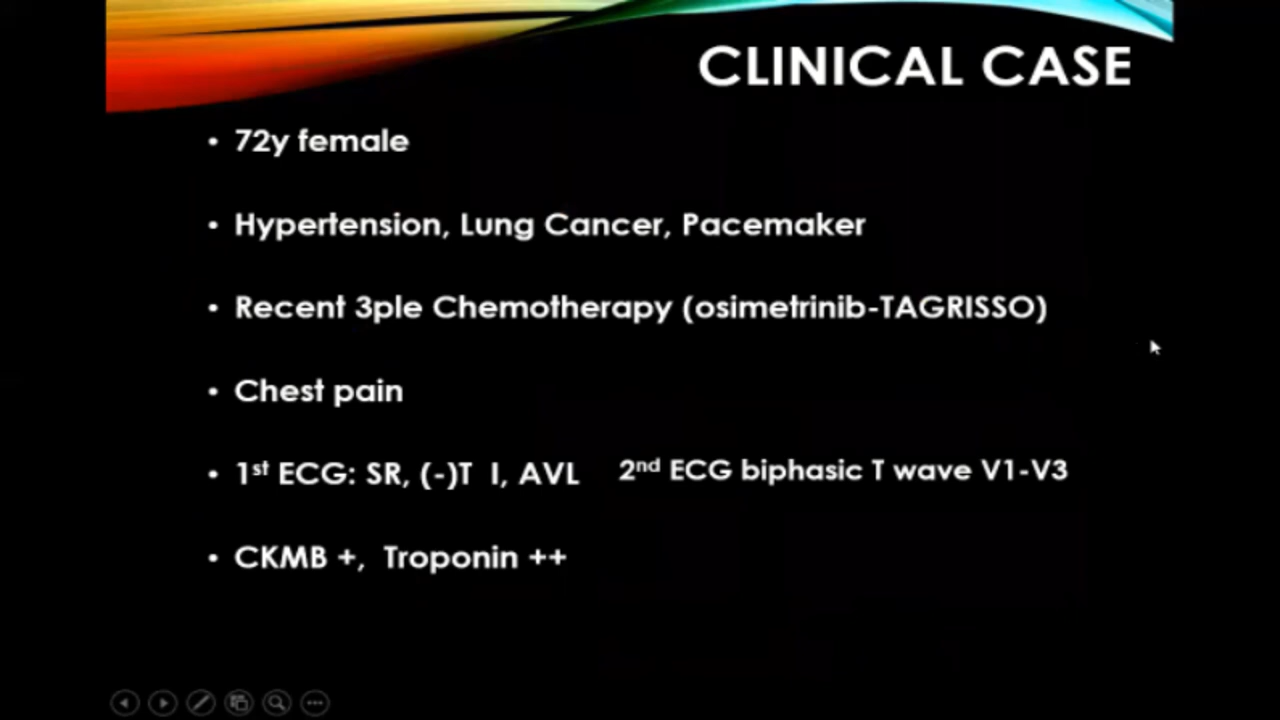 CLINICAL CASE
• 72y female
• Hypertension, Lung Cancer, Pacemaker
• Recent 3ple Chemotherapy (osimetrinib-TAGRISSO)
• Chest pain
• 1st ECG: SR, (-)T I, AVL 2nd ECG biphasic T wave V1-V3
• CKMB +, Troponin ++